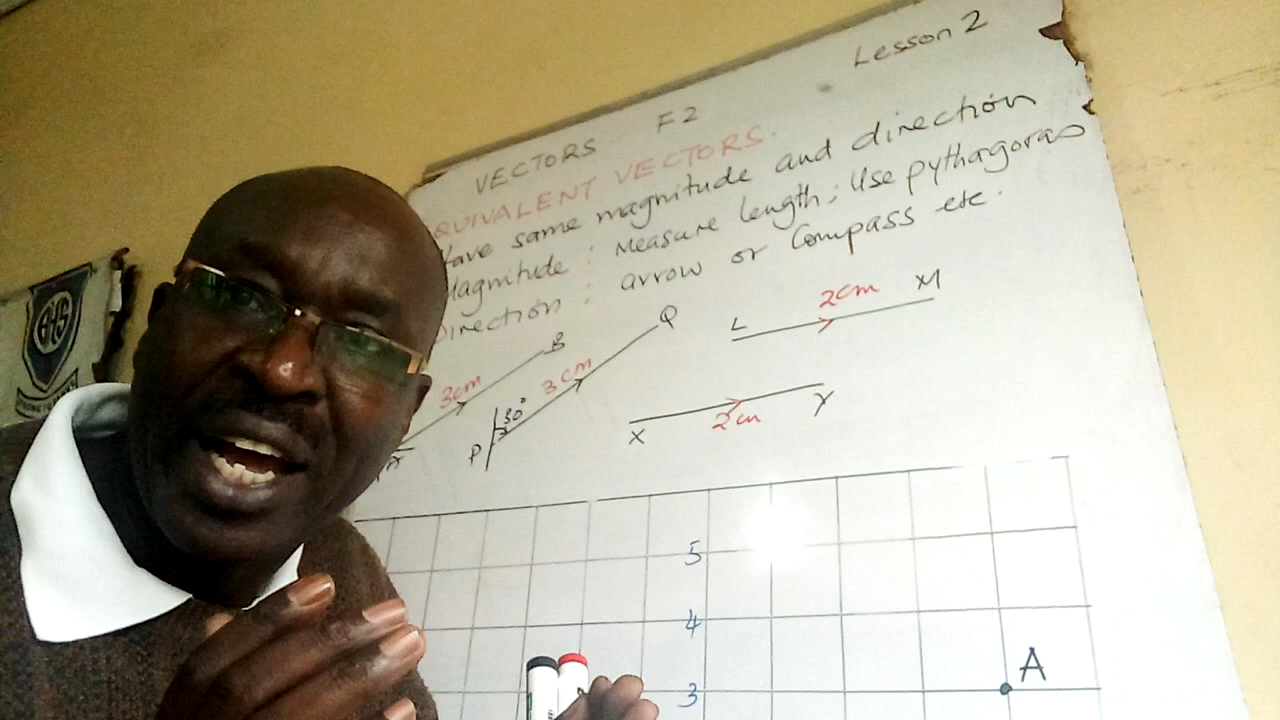 Lesson 2
VECTORS F2
QUIVALENT VECTORS.
Have same magnitude and direction
Magnitude : Measure length; Use pythagoras
Direction : arrow or Compass etc.
B
3cm
Q
3cm
30°
P
L
2cm
M
X
2cm
Y
5
4
3
A